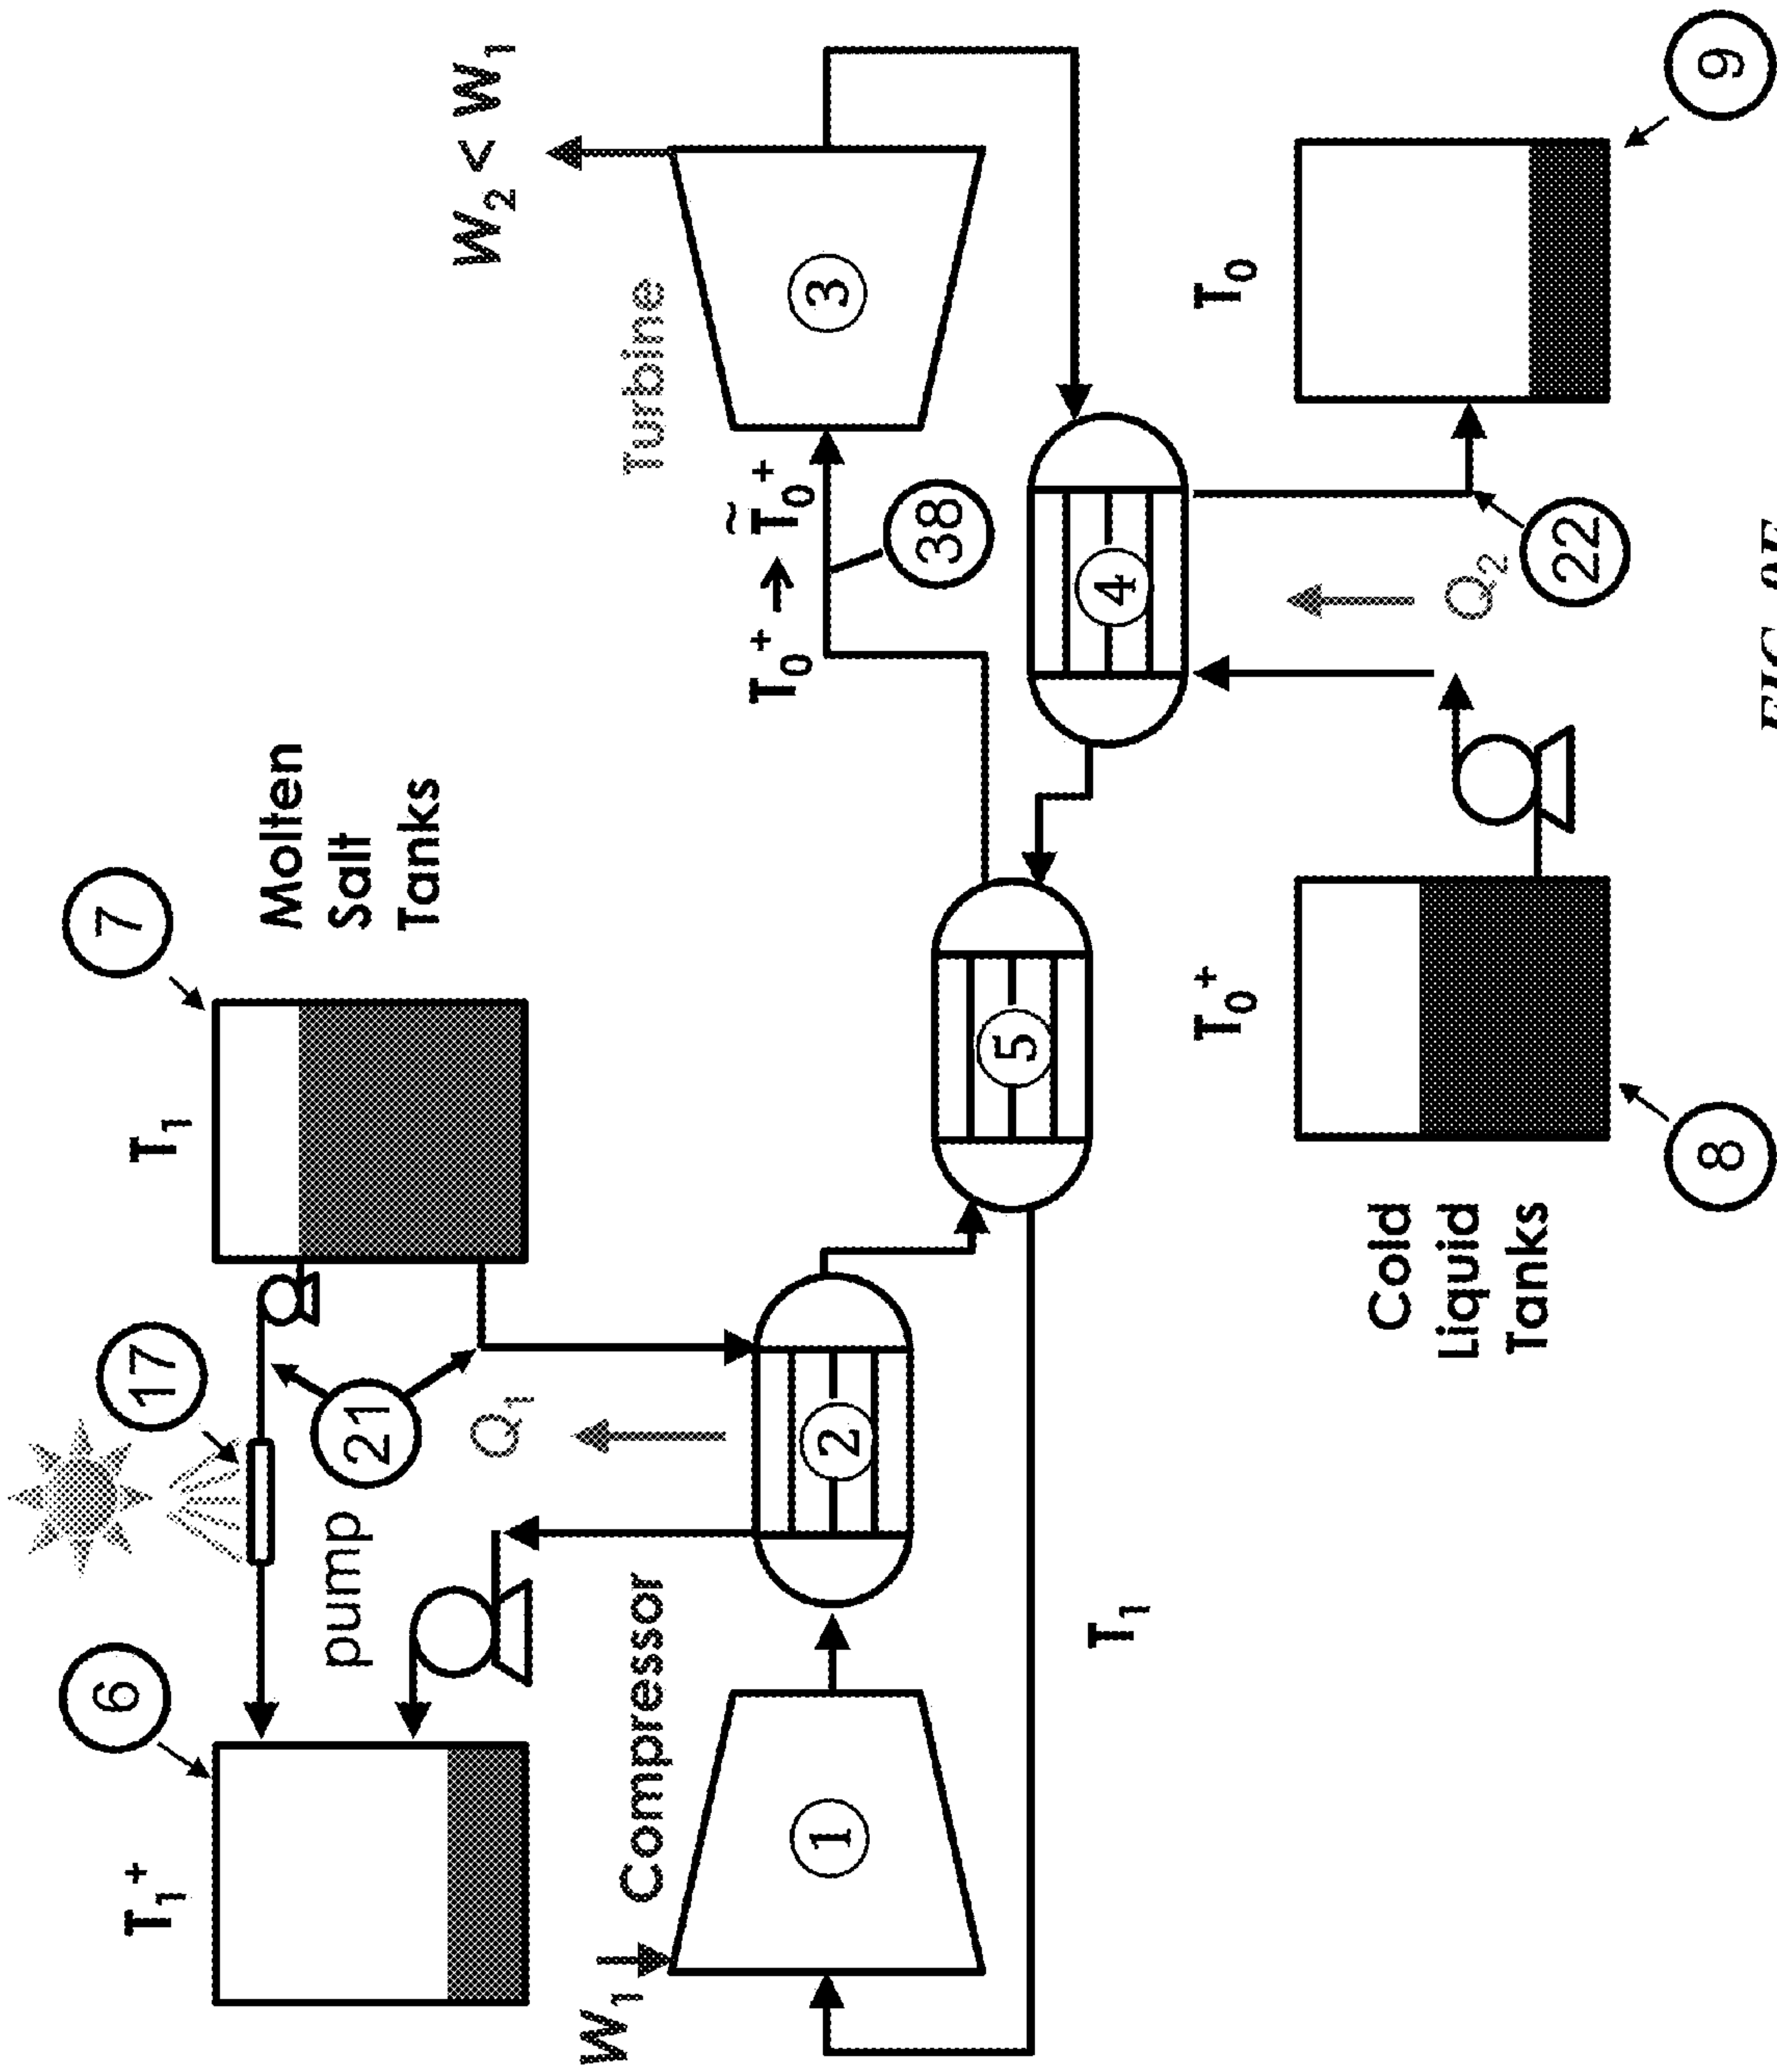 6
17
7
T₁⁺
T₁
Molten
Salt
Tanks
pump
21
Q₁
W₂ < W₁
W₁
Compressor
Turbine
T₀⁺ → T̃₀⁺
1
2
3
38
5
4
T₁
T₀⁺
T₀
Cold
Liquid
Tanks
Q₂
22
8
9
FIG.